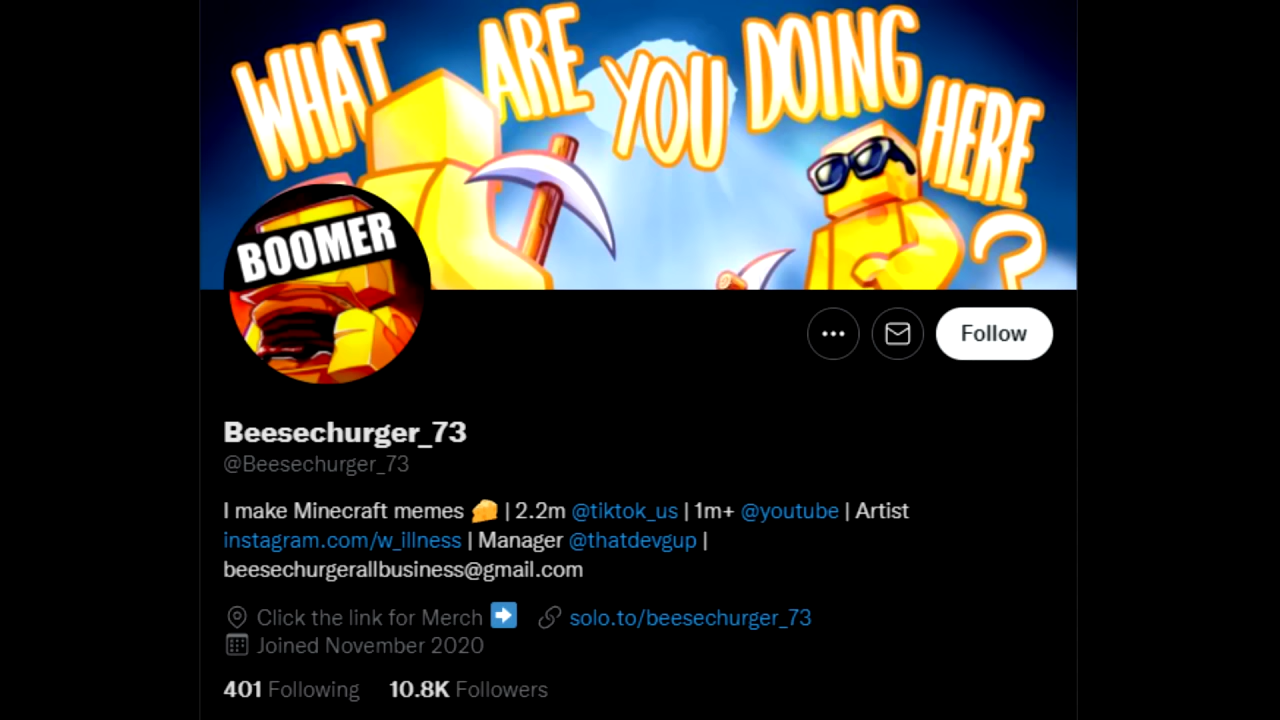 WHAT ARE YOU DOING HERE?
BOOMER
Follow
Beesechurger_73
@Beesechurger_73
I make Minecraft memes 🧀 | 2.2m @tiktok_us | 1m+ @youtube | Artist
instagram.com/w_illness | Manager @thatdevgup |
beesechurgerallbusiness@gmail.com
Click the link for Merch ➡️ solo.to/beesechurger_73
Joined November 2020
401 Following 10.8K Followers